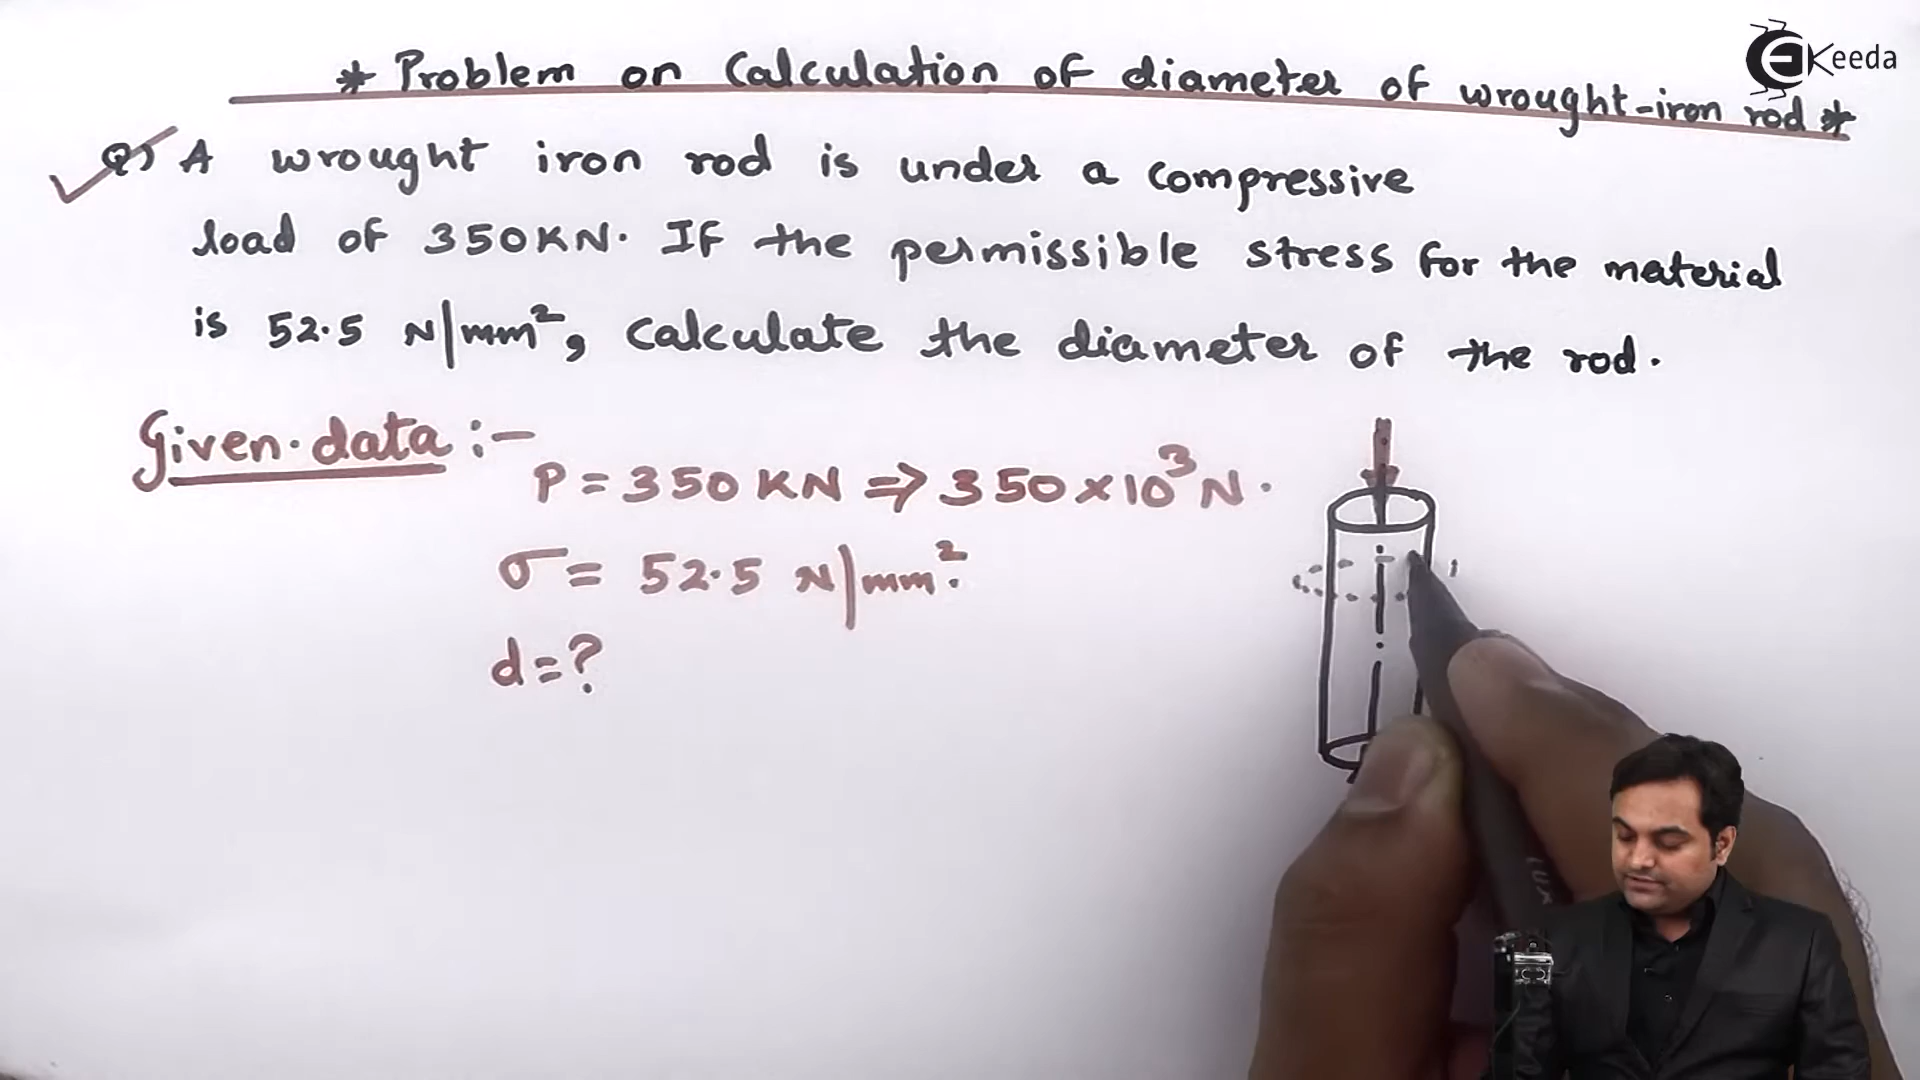 EKeeda
* Problem on Calculation of diameter of wrought-iron rod *
Q) A wrought iron rod is under a compressive
load of 350KN. If the permissible stress for the material
is 52.5 N/mm², Calculate the diameter of the rod.
Given data :-
P = 350 KN ⇒ 350×10³ N.
σ = 52.5 N/mm².
d=?